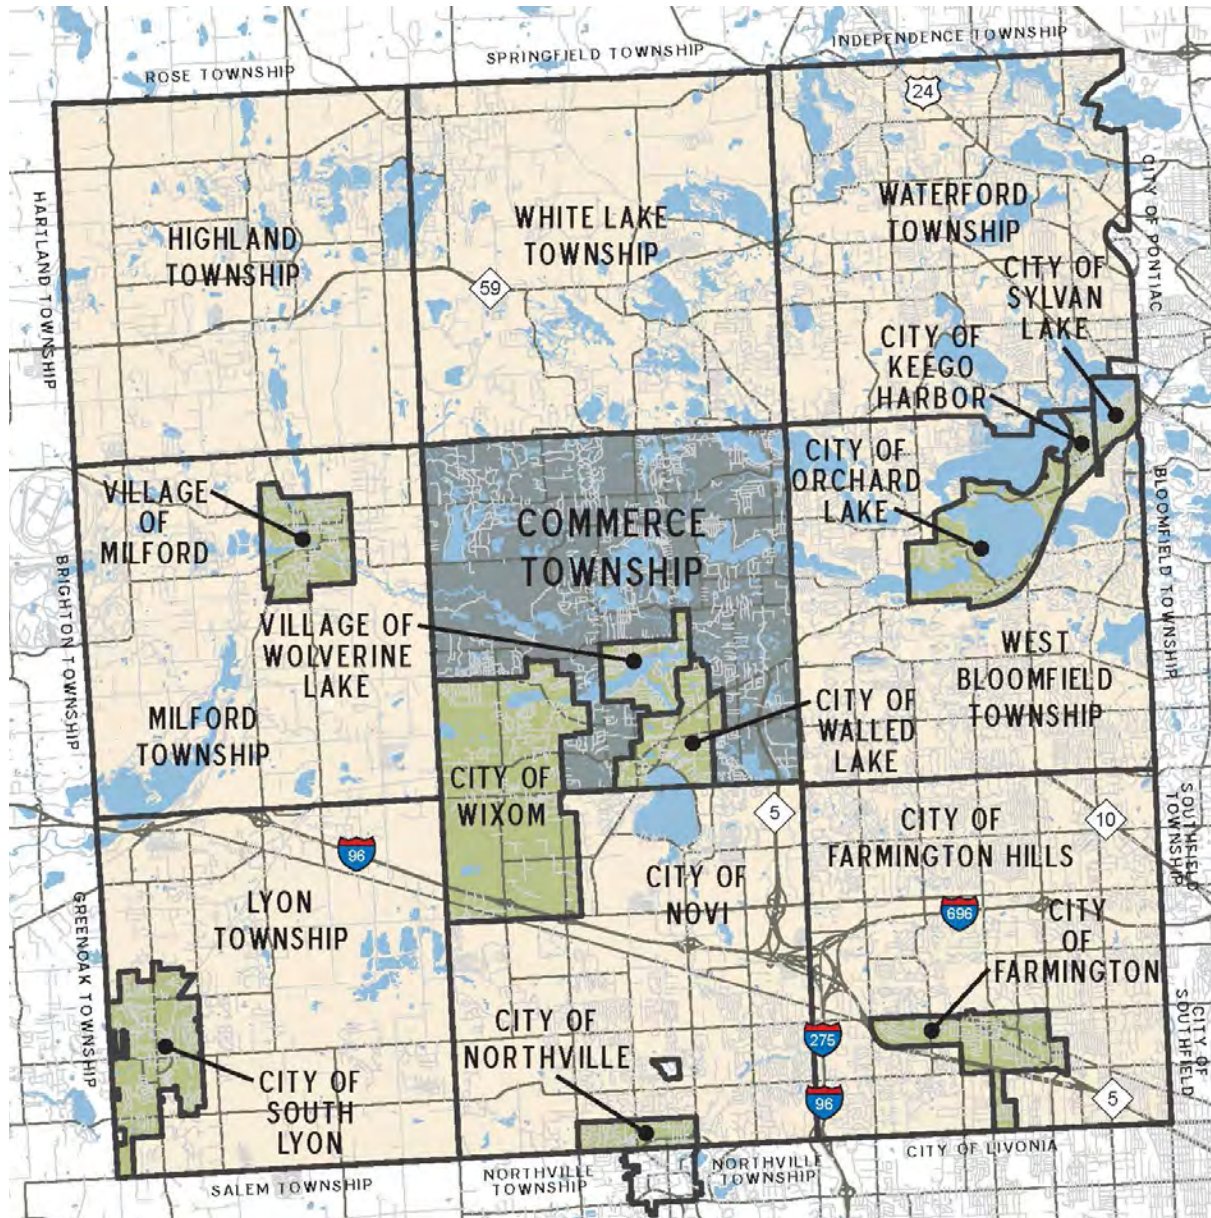 ROSE TOWNSHIP
SPRINGFIELD TOWNSHIP
INDEPENDENCE TOWNSHIP
24
HARTLAND TOWNSHIP
HIGHLAND
TOWNSHIP
WHITE LAKE
TOWNSHIP
59
WATERFORD
TOWNSHIP
CITY OF PONTIAC
CITY OF
SYLVAN
LAKE
CITY OF
KEEGO
HARBOR
CITY OF
ORCHARD
LAKE
VILLAGE
OF
MILFORD
COMMERCE
TOWNSHIP
BLOOMFIELD TOWNSHIP
BRIGHTON TOWNSHIP
VILLAGE OF
WOLVERINE
LAKE
WEST
BLOOMFIELD
TOWNSHIP
MILFORD
TOWNSHIP
CITY OF
WALLED
LAKE
CITY OF
WIXOM
5
10
SOUTHFIELD
TOWNSHIP
CITY OF
FARMINGTON HILLS
96
CITY OF
NOVI
LYON
TOWNSHIP
696
CITY
OF
FARMINGTON
GREENOAK TOWNSHIP
CITY OF
SOUTHFIELD
CITY OF
NORTHVILLE
275
96
5
CITY OF
SOUTH
LYON
SALEM TOWNSHIP
NORTHVILLE
TOWNSHIP
NORTHVILLE
TOWNSHIP
CITY OF LIVONIA